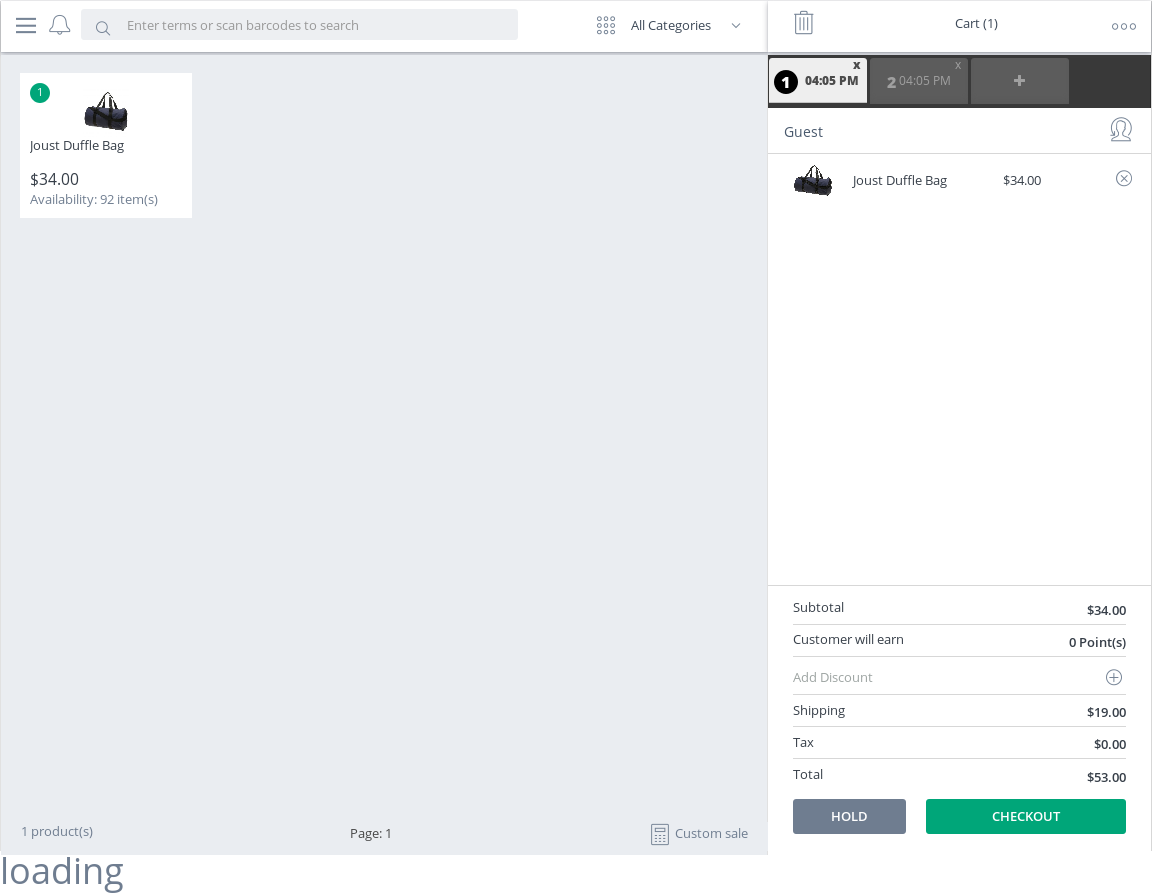 Enter terms or scan barcodes to search
All Categories
Cart (1)
1
Joust Duffle Bag
$34.00
Availability: 92 item(s)
1 04:05 PM x
2 04:05 PM x
+
Guest
Joust Duffle Bag $34.00
Subtotal $34.00
Customer will earn 0 Point(s)
Add Discount
Shipping $19.00
Tax $0.00
Total $53.00
HOLD CHECKOUT
1 product(s) Page: 1 Custom sale
loading